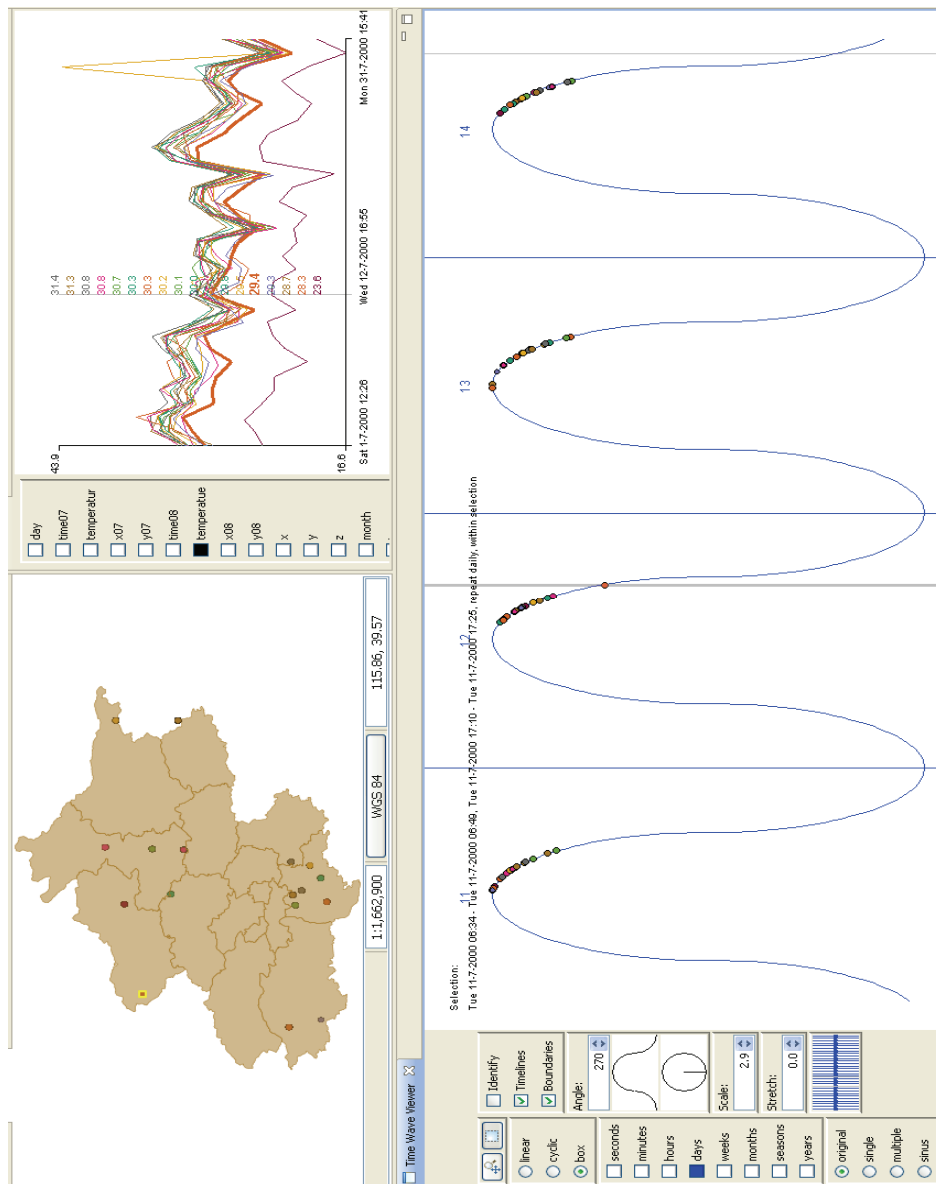 1:1,662,900
WGS 84
115.86, 39.57
day
time07
temperatur
x07
y07
time08
temperatue
x08
y08
x
y
z
month
43.9
16.6
31.4
31.3
30.8
30.8
30.7
30.3
30.3
30.2
30.1
29.4
29.3
28.7
28.3
23.6
Sat 1-7-2000 12:26
Wed 12-7-2000 16:55
Mon 31-7-2000 15:41
Time Wave Viewer
linear
cyclic
box
seconds
minutes
hours
days
weeks
months
seasons
years
original
single
multiple
sinus
Identify
Timelines
Boundaries
Angle:
270
Scale:
2.9
Stretch:
0.0
Selection:
Tue 11-7-2000 06:34 - Tue 11-7-2000 06:49, Tue 11-7-2000 17:10 - Tue 11-7-2000 17:25, repeat daily, within selection
11
12
13
14